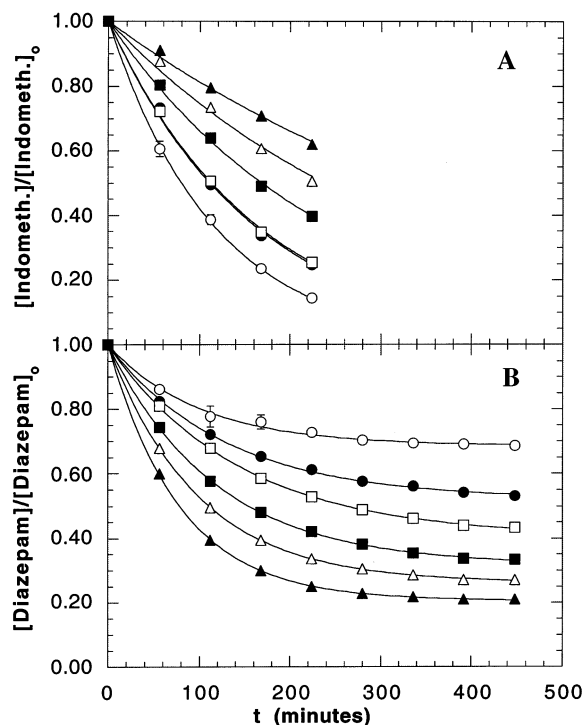 A
[Indometh.]/[Indometh.]o
1.00
0.80
0.60
0.40
0.20
B
[Diazepam]/[Diazepam]o
1.00
0.80
0.60
0.40
0.20
0.00
0 100 200 300 400 500
t (minutes)